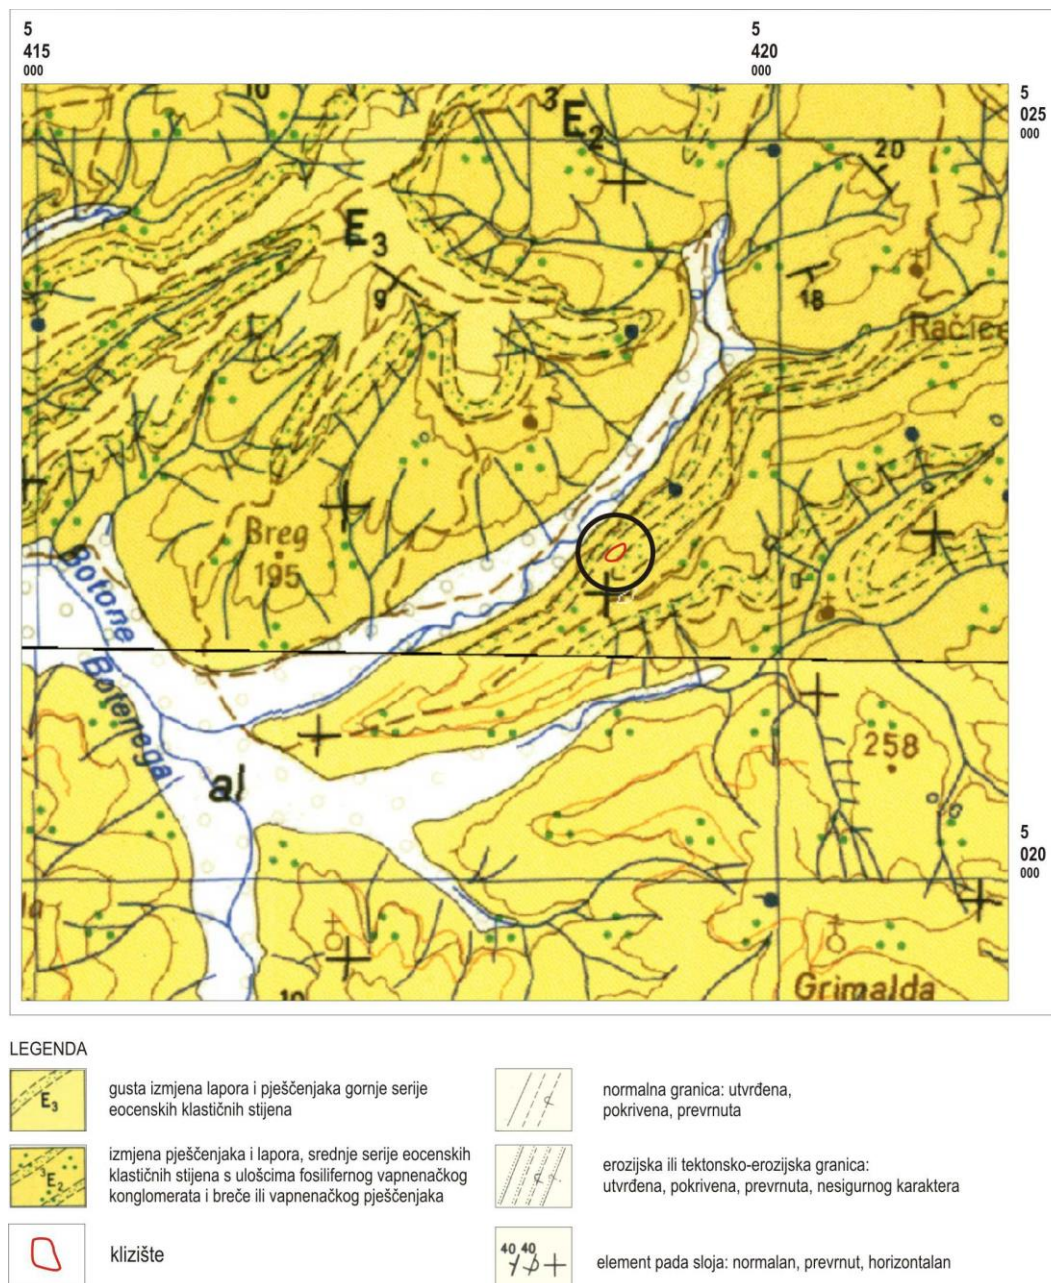 5
415
000
5
420
000
5
025
000
10
³E₂
20
E₃
9
18
Račice
Breg
195
Botone
Botenega
258
al
5
020
000
10
Grimalda
LEGENDA
E₃
gusta izmjena lapora i pješčenjaka gornje serije
eocenskih klastičnih stijena
³E₂
izmjena pješčenjaka i lapora, srednje serije eocenskih
klastičnih stijena s ulošcima fosilifernog vapnenačkog
konglomerata i breče ili vapnenačkog pješčenjaka
klizište
normalna granica: utvrđena,
pokrivena, prevrnuta
erozijska ili tektonsko-erozijska granica:
utvrđena, pokrivena, prevrnuta, nesigurnog karaktera
40 40
element pada sloja: normalan, prevrnut, horizontalan